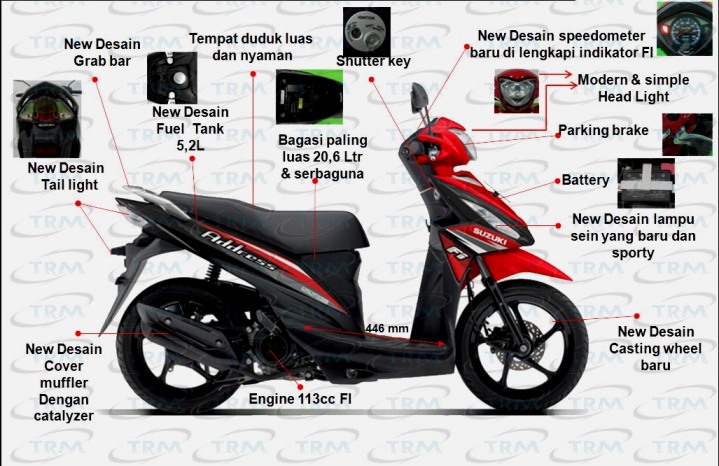 New Desain
Grab bar
Tempat duduk luas
dan nyaman
Shutter key
New Desain speedometer
baru di lengkapi indikator FI
Modern & simple
Head Light
New Desain
Fuel Tank
5,2L
Bagasi paling
luas 20,6 Ltr
& serbaguna
Parking brake
New Desain
Tail light
Battery
New Desain lampu
sein yang baru dan
sporty
SUZUKI
Address
FI
446 mm
New Desain
Casting wheel
baru
New Desain
Cover
muffler
Dengan
catalyzer
Engine 113cc FI
TRM